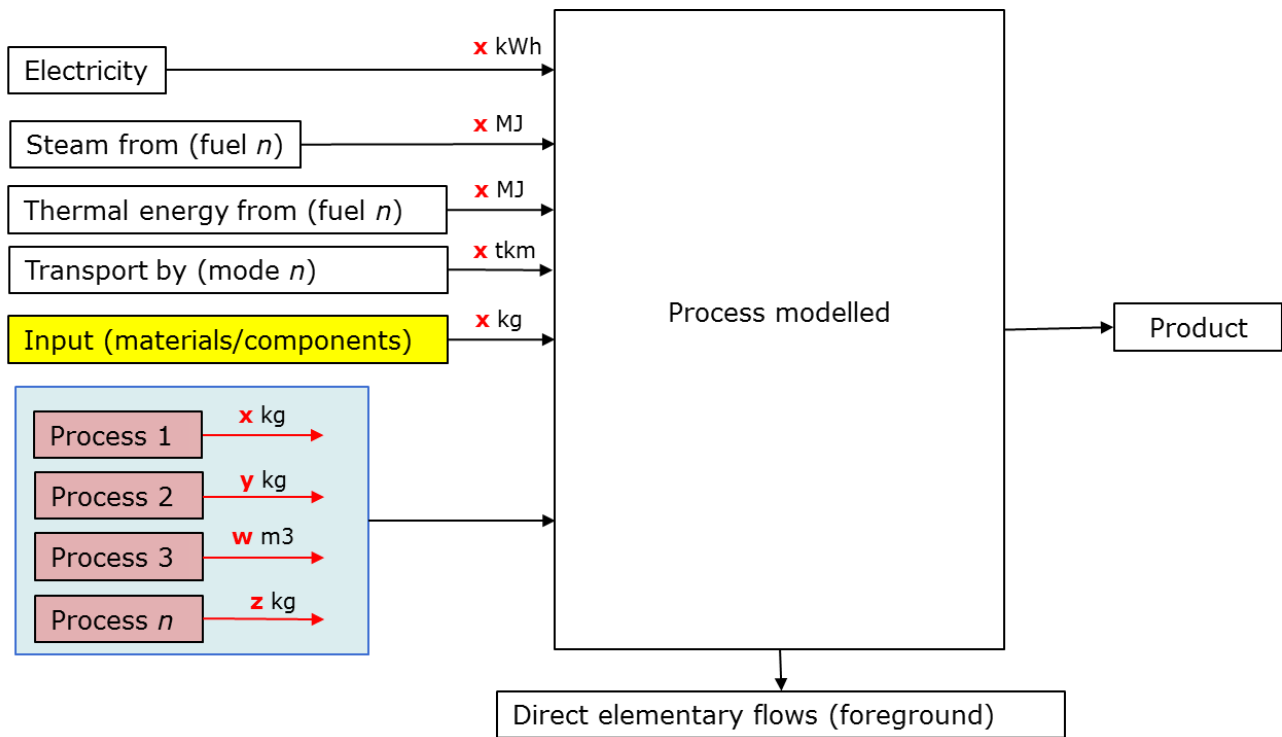 x kWh
Electricity
x MJ
Steam from (fuel n)
x MJ
Thermal energy from (fuel n)
x tkm
Transport by (mode n)
x kg
Input (materials/components)
Process modelled
Product
x kg
Process 1
y kg
Process 2
w m3
Process 3
z kg
Process n
Direct elementary flows (foreground)